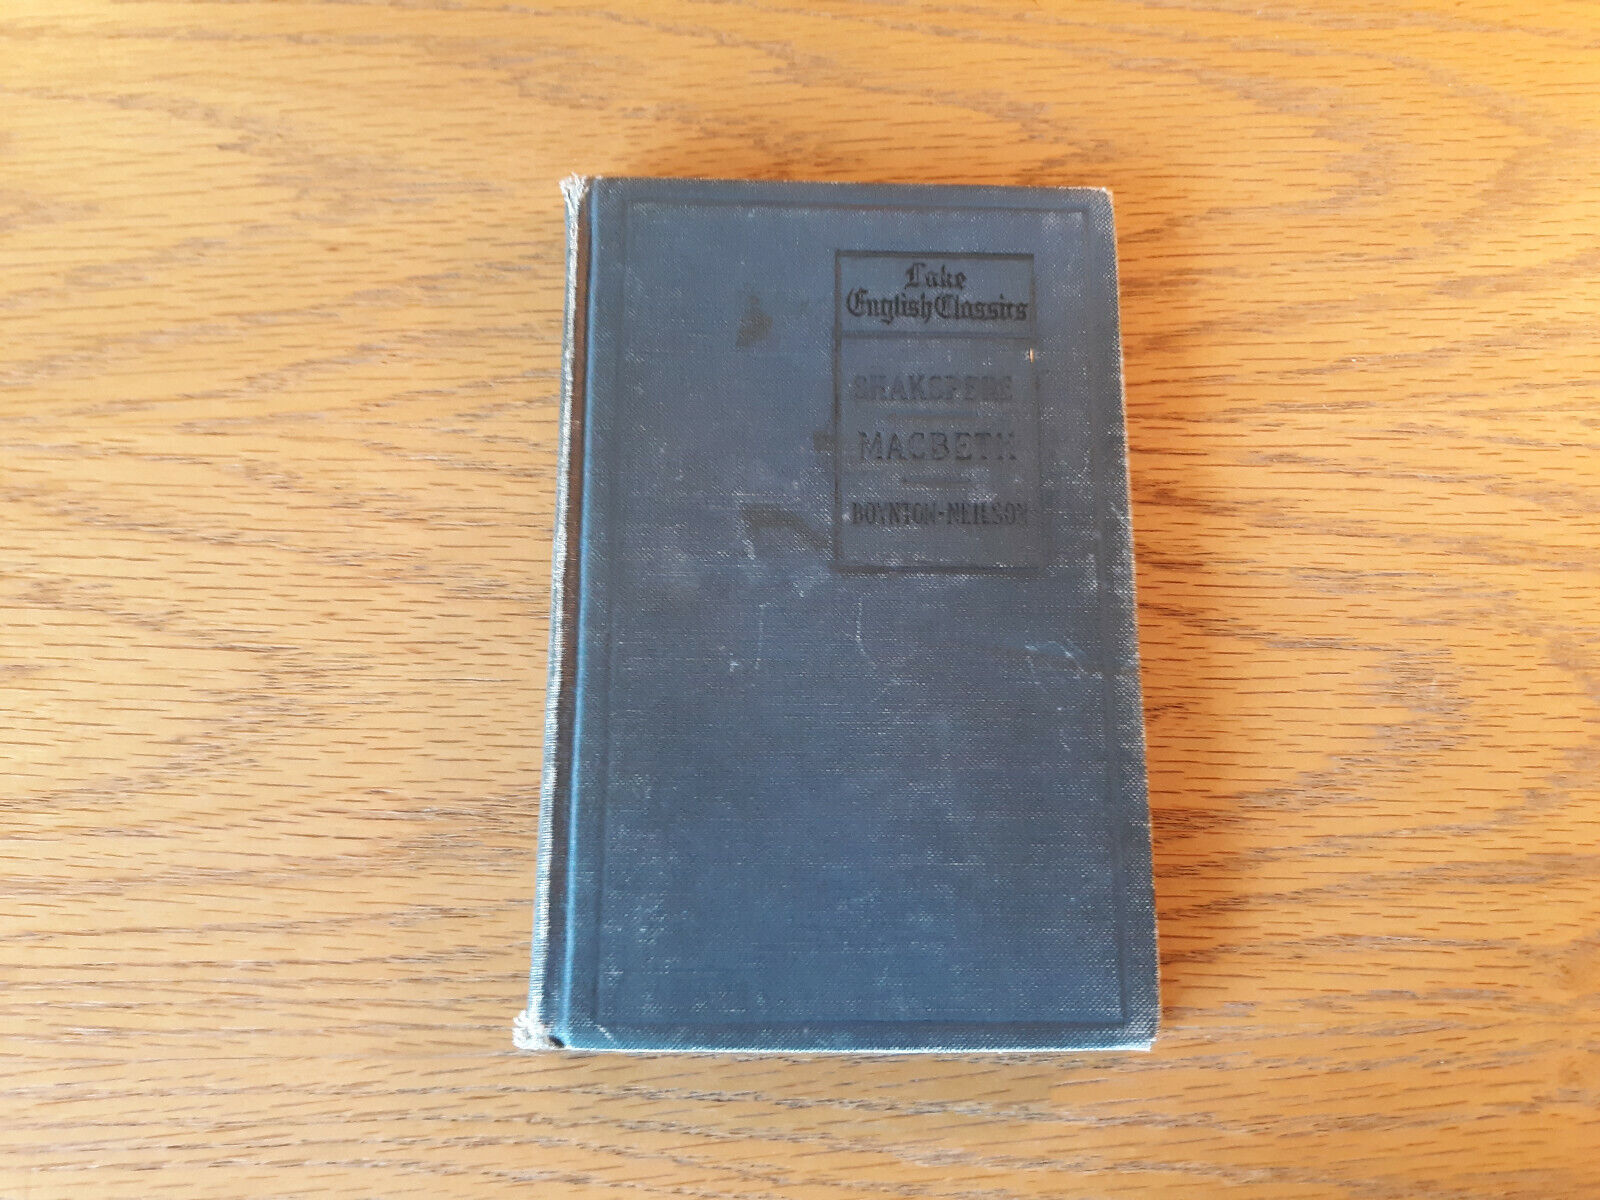 Lake
English Classics
SHAKSPERE
MACBETH
BOYNTON-NEILSON